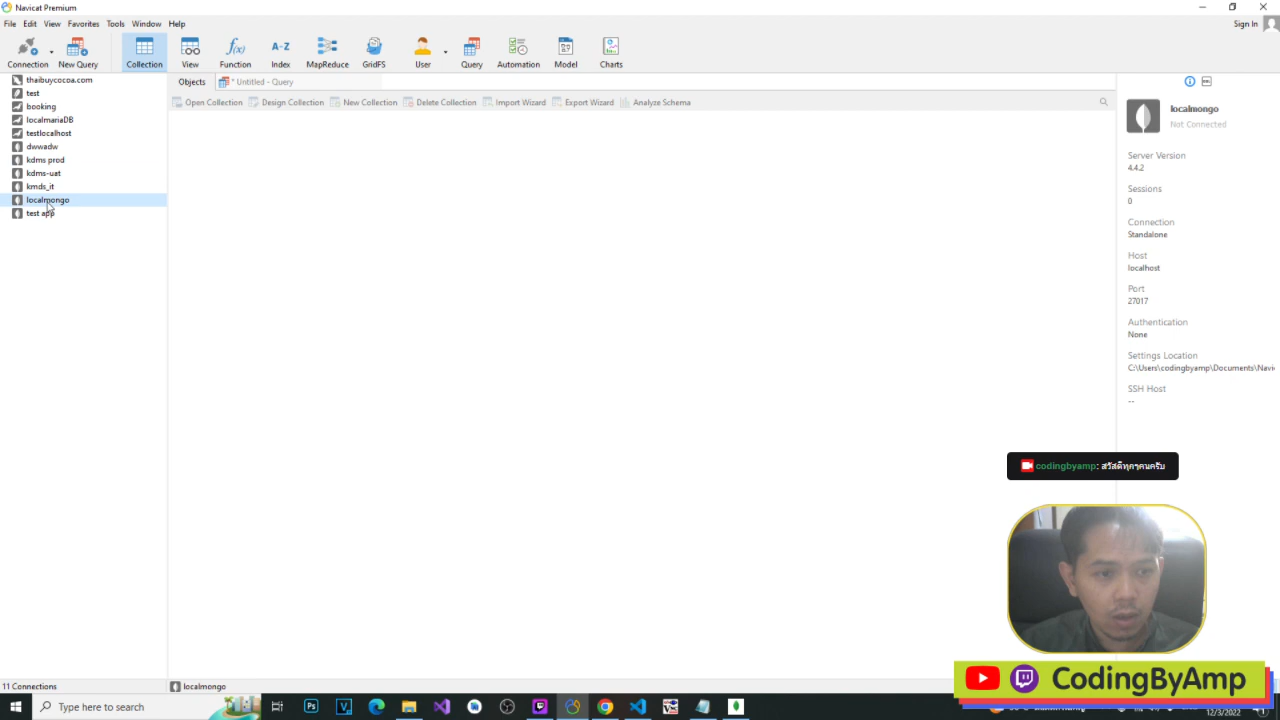 Navicat Premium
File Edit View Favorites Tools Window Help
Sign In
Connection New Query Collection View Function A-Z Index MapReduce GridFS User Query Automation Model Charts
Objects * Untitled - Query
Open Collection Design Collection New Collection Delete Collection Import Wizard Export Wizard Analyze Schema
thaibuycocoa.com
test
booking
localmariaDB
testlocalhost
dwwadw
kdms prod
kdms-uat
kmds_it
localmongo
test app
localmongo
Not Connected
Server Version
4.4.2
Sessions
0
Connection
Standalone
Host
localhost
Port
27017
Authentication
None
Settings Location
C:\Users\codingbyamp\Documents\Navi
SSH Host
--
codingbyamp: สวัสดีทุกๆคนครับ
CodingByAmp
11 Connections
localmongo
Type here to search
12/3/2022